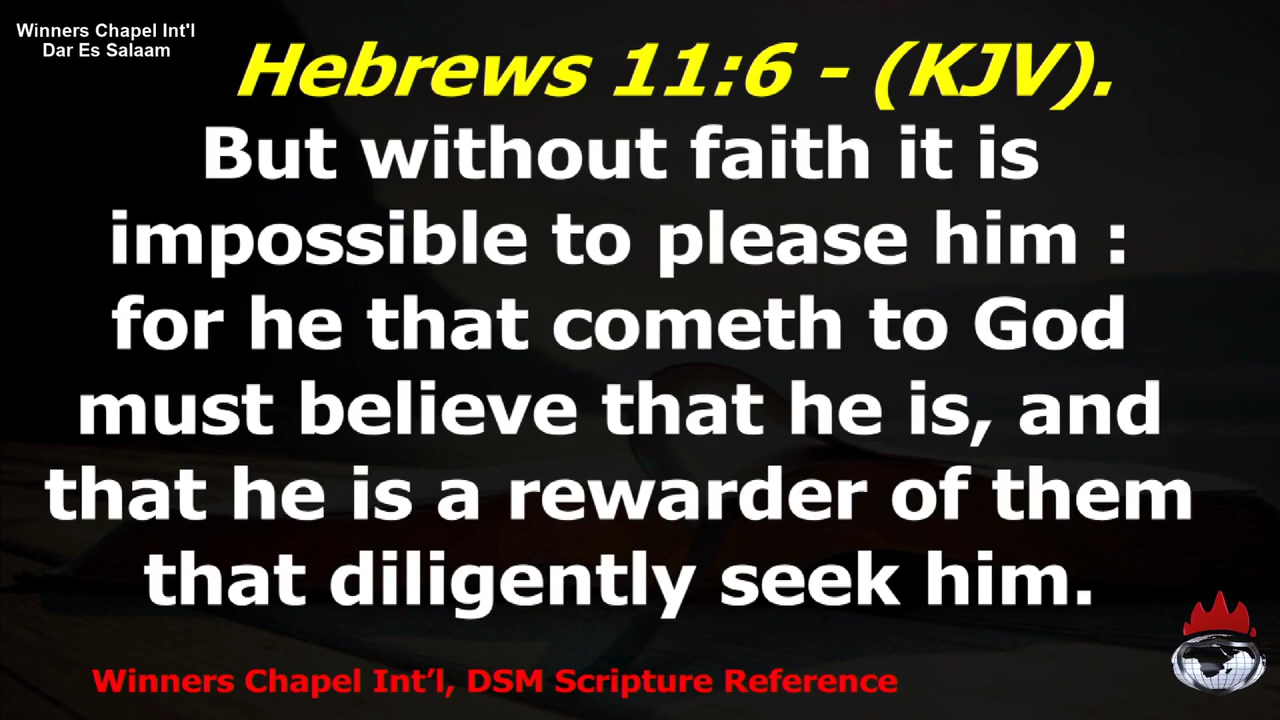 Winners Chapel Int'l
Dar Es Salaam
Hebrews 11:6 - (KJV).
But without faith it is
impossible to please him :
for he that cometh to God
must believe that he is, and
that he is a rewarder of them
that diligently seek him.
Winners Chapel Int’l, DSM Scripture Reference